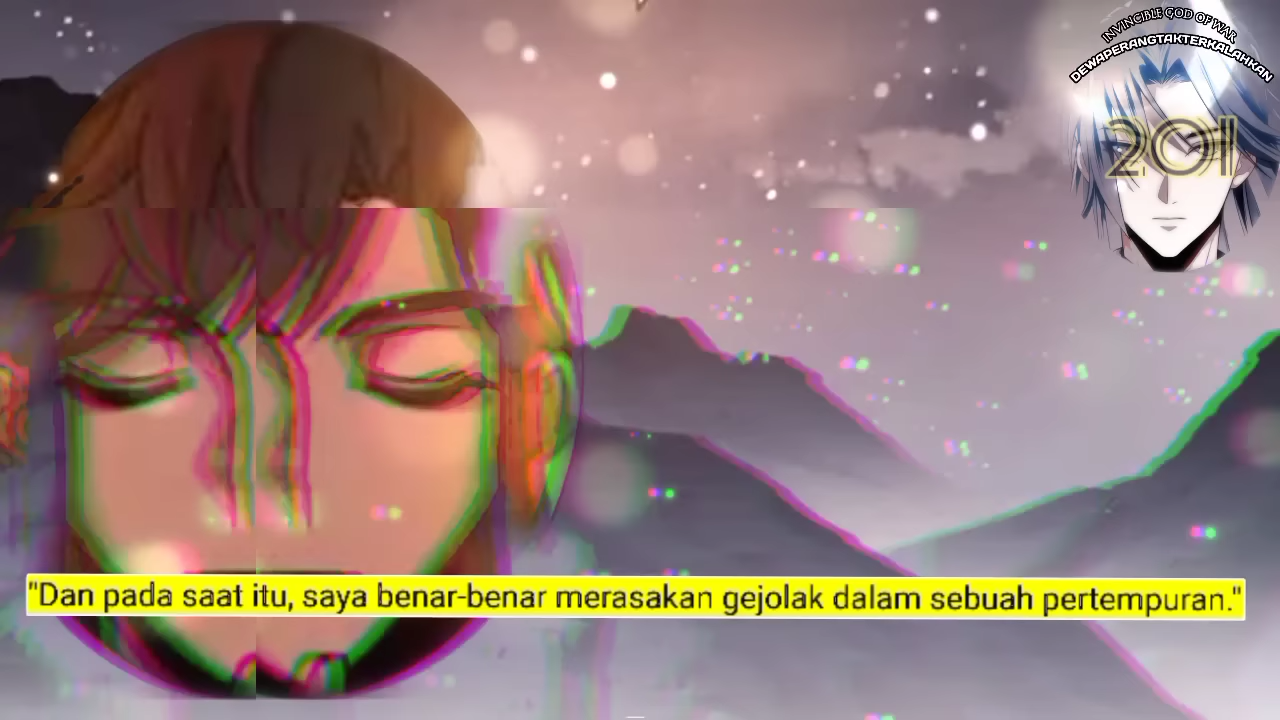 INVINCIBLE GOD OF WAR
DEWAPERANGTAKTERKALAHKAN
201
"Dan pada saat itu, saya benar-benar merasakan gejolak dalam sebuah pertempuran."